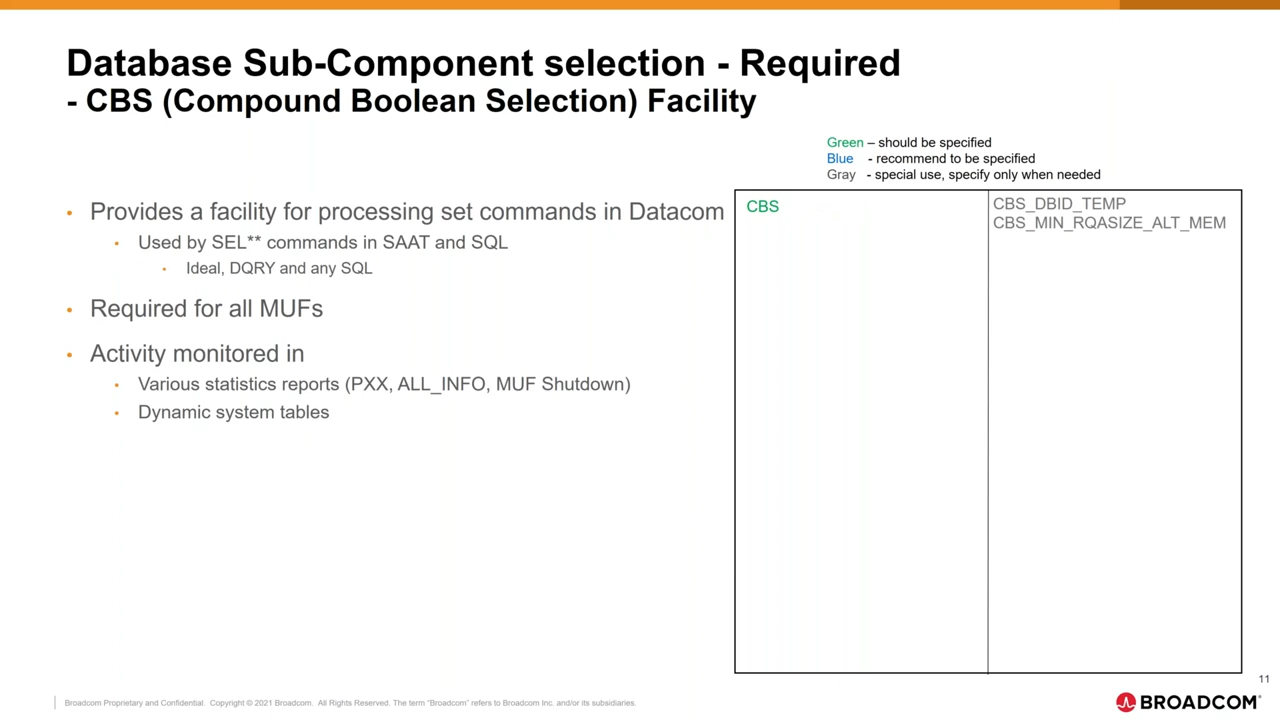 Database Sub-Component selection - Required
- CBS (Compound Boolean Selection) Facility
Green – should be specified
Blue - recommend to be specified
Gray - special use, specify only when needed
• Provides a facility for processing set commands in Datacom
• Used by SEL** commands in SAAT and SQL
• Ideal, DQRY and any SQL
• Required for all MUFs
• Activity monitored in
• Various statistics reports (PXX, ALL_INFO, MUF Shutdown)
• Dynamic system tables
CBS
CBS_DBID_TEMP
CBS_MIN_RQASIZE_ALT_MEM
11
Broadcom Proprietary and Confidential. Copyright © 2021 Broadcom. All Rights Reserved. The term “Broadcom” refers to Broadcom Inc. and/or its subsidiaries.
BROADCOM®